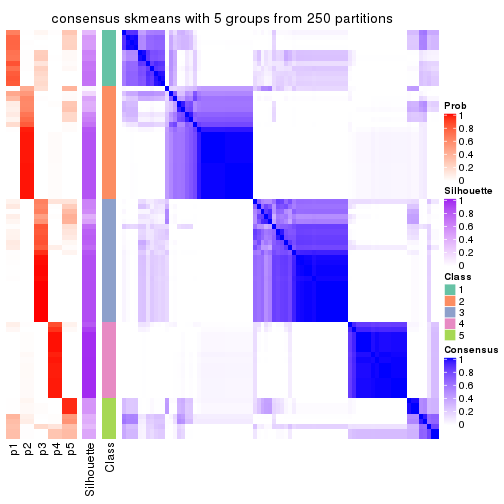 consensus skmeans with 5 groups from 250 partitions
Prob
1
0.8
0.6
0.4
0.2
0
Silhouette
1
0.8
0.6
0.4
0.2
0
Class
1
2
3
4
5
Consensus
1
0.8
0.6
0.4
0.2
0
p1
p2
p3
p4
p5
Silhouette
Class